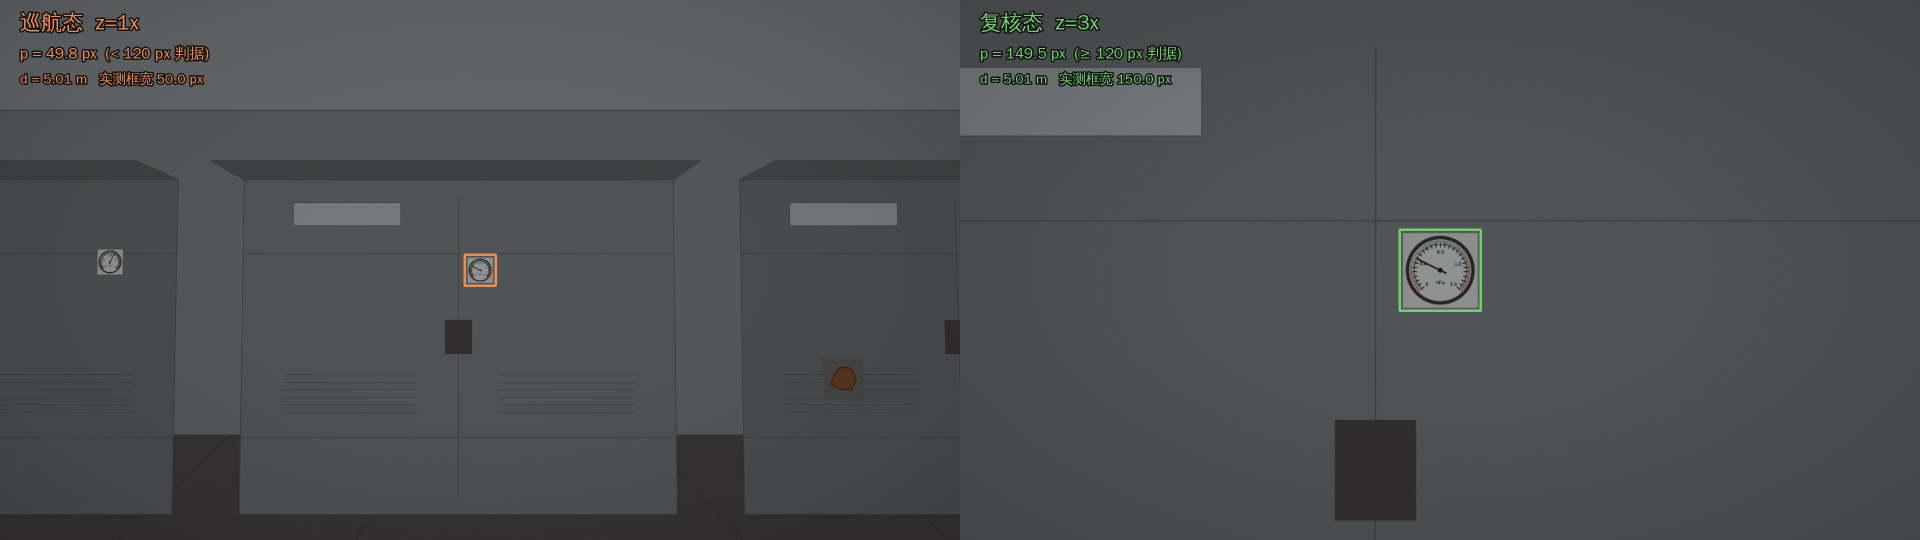 巡航态 z=1x
p = 49.8 px (< 120 px 判据)
d = 5.01 m 实测框宽 50.0 px
复核态 z=3x
p = 149.5 px (≥ 120 px 判据)
d = 5.01 m 实测框宽 150.0 px
MPa